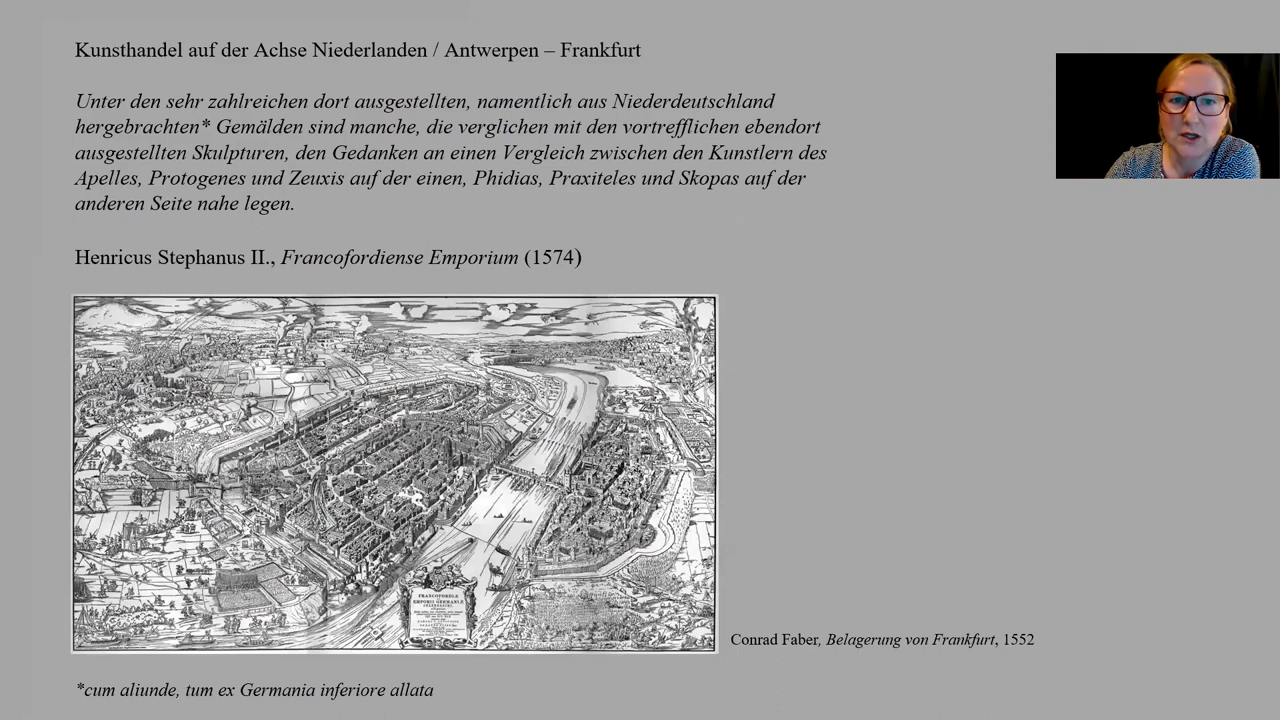 Kunsthandel auf der Achse Niederlanden / Antwerpen – Frankfurt
Unter den sehr zahlreichen dort ausgestellten, namentlich aus Niederdeutschland
hergebrachten* Gemälden sind manche, die verglichen mit den vortrefflichen ebendort
ausgestellten Skulpturen, den Gedanken an einen Vergleich zwischen den Kunstlern des
Apelles, Protogenes und Zeuxis auf der einen, Phidias, Praxiteles und Skopas auf der
anderen Seite nahe legen.
Henricus Stephanus II., Francofordiense Emporium (1574)
FRANCOFORDIAE
EMPORII GERMANIAE
CELEBERRIMI,
Conrad Faber, Belagerung von Frankfurt, 1552
*cum aliunde, tum ex Germania inferiore allata